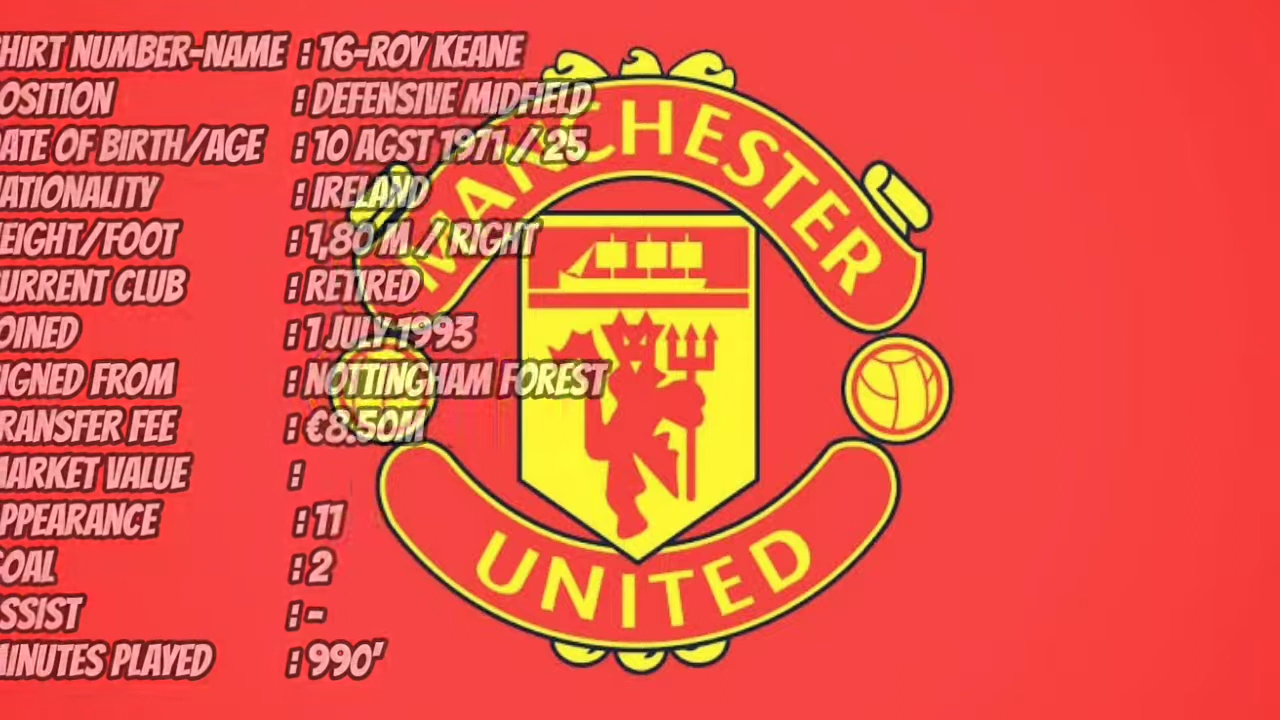 HIRT NUMBER-NAME : 16-ROY KEANE
OSITION : DEFENSIVE MIDFIELD
ATE OF BIRTH/AGE : 10 AGST 1971 / 25
ATIONALITY : IRELAND
EIGHT/FOOT : 1,80 M / RIGHT
URRENT CLUB : RETIRED
OINED : 1 JULY 1993
IGNED FROM : NOTTINGHAM FOREST
RANSFER FEE : €8.50M
MARKET VALUE :
PPEARANCE : 11
GOAL : 2
SSIST : -
MINUTES PLAYED : 990'
MANCHESTER
UNITED